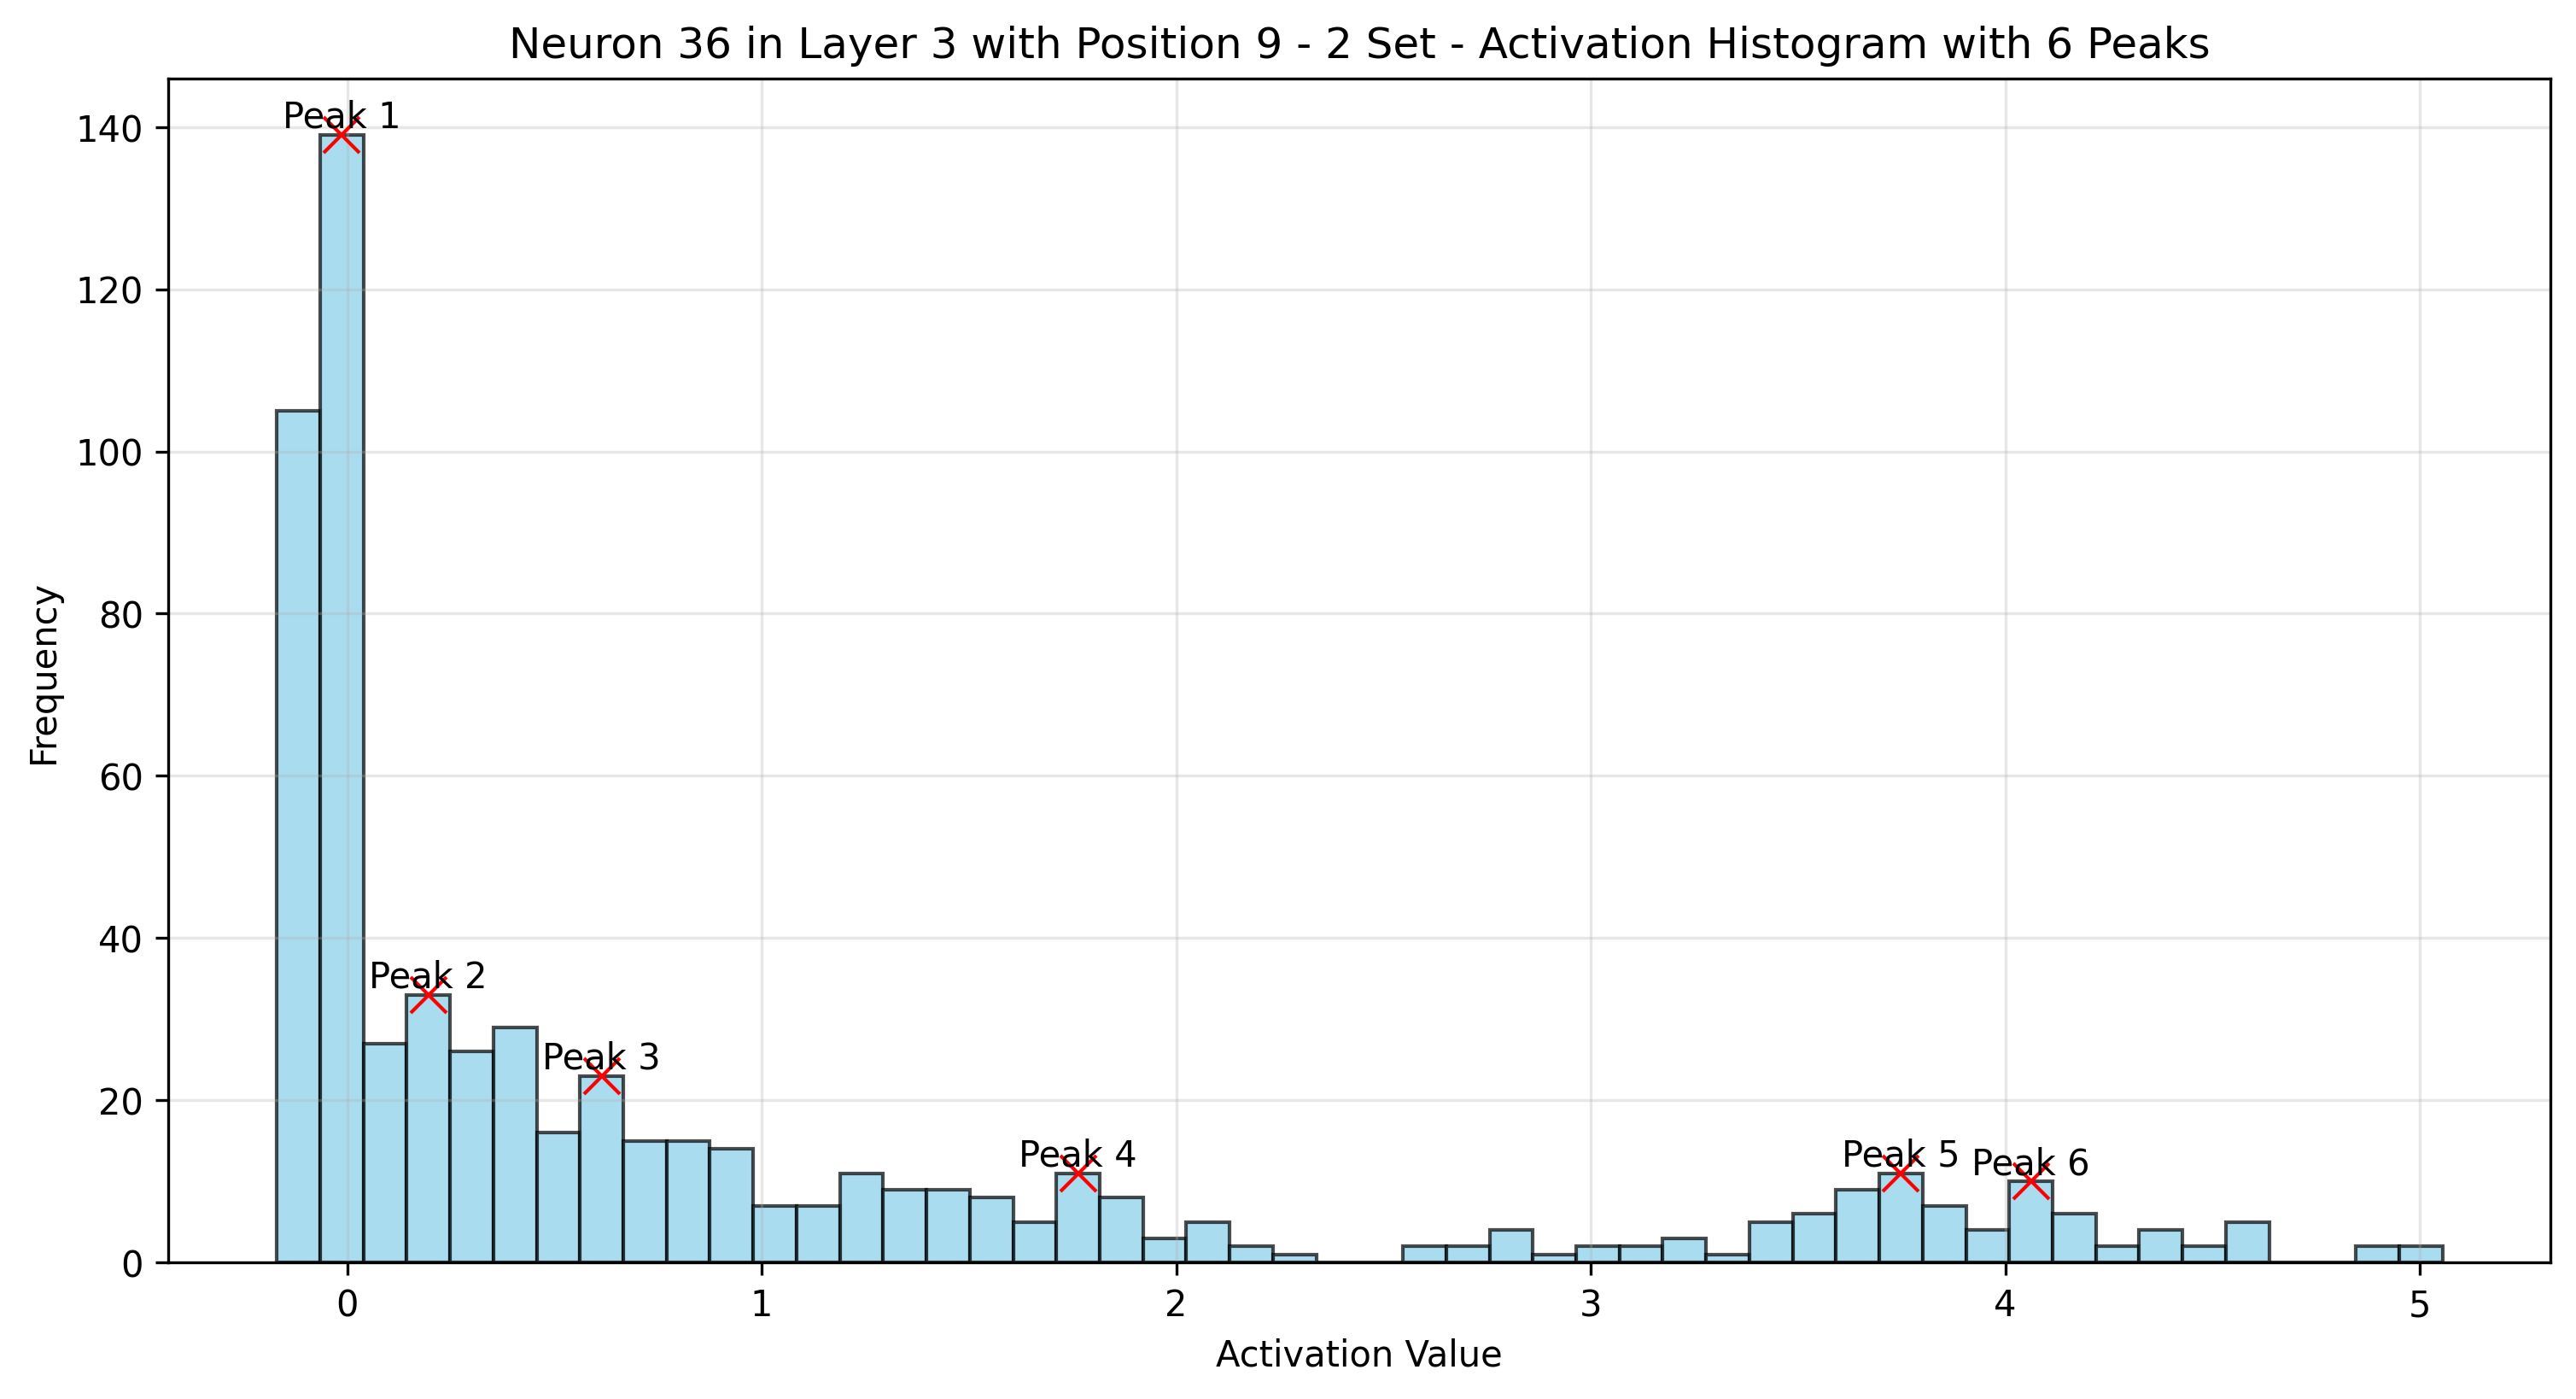 Neuron 36 in Layer 3 with Position 9 - 2 Set - Activation Histogram with 6 Peaks
Frequency
140
120
100
80
60
40
20
0
Peak 1
Peak 2
Peak 3
Peak 4
Peak 5
Peak 6
0
1
2
3
4
5
Activation Value